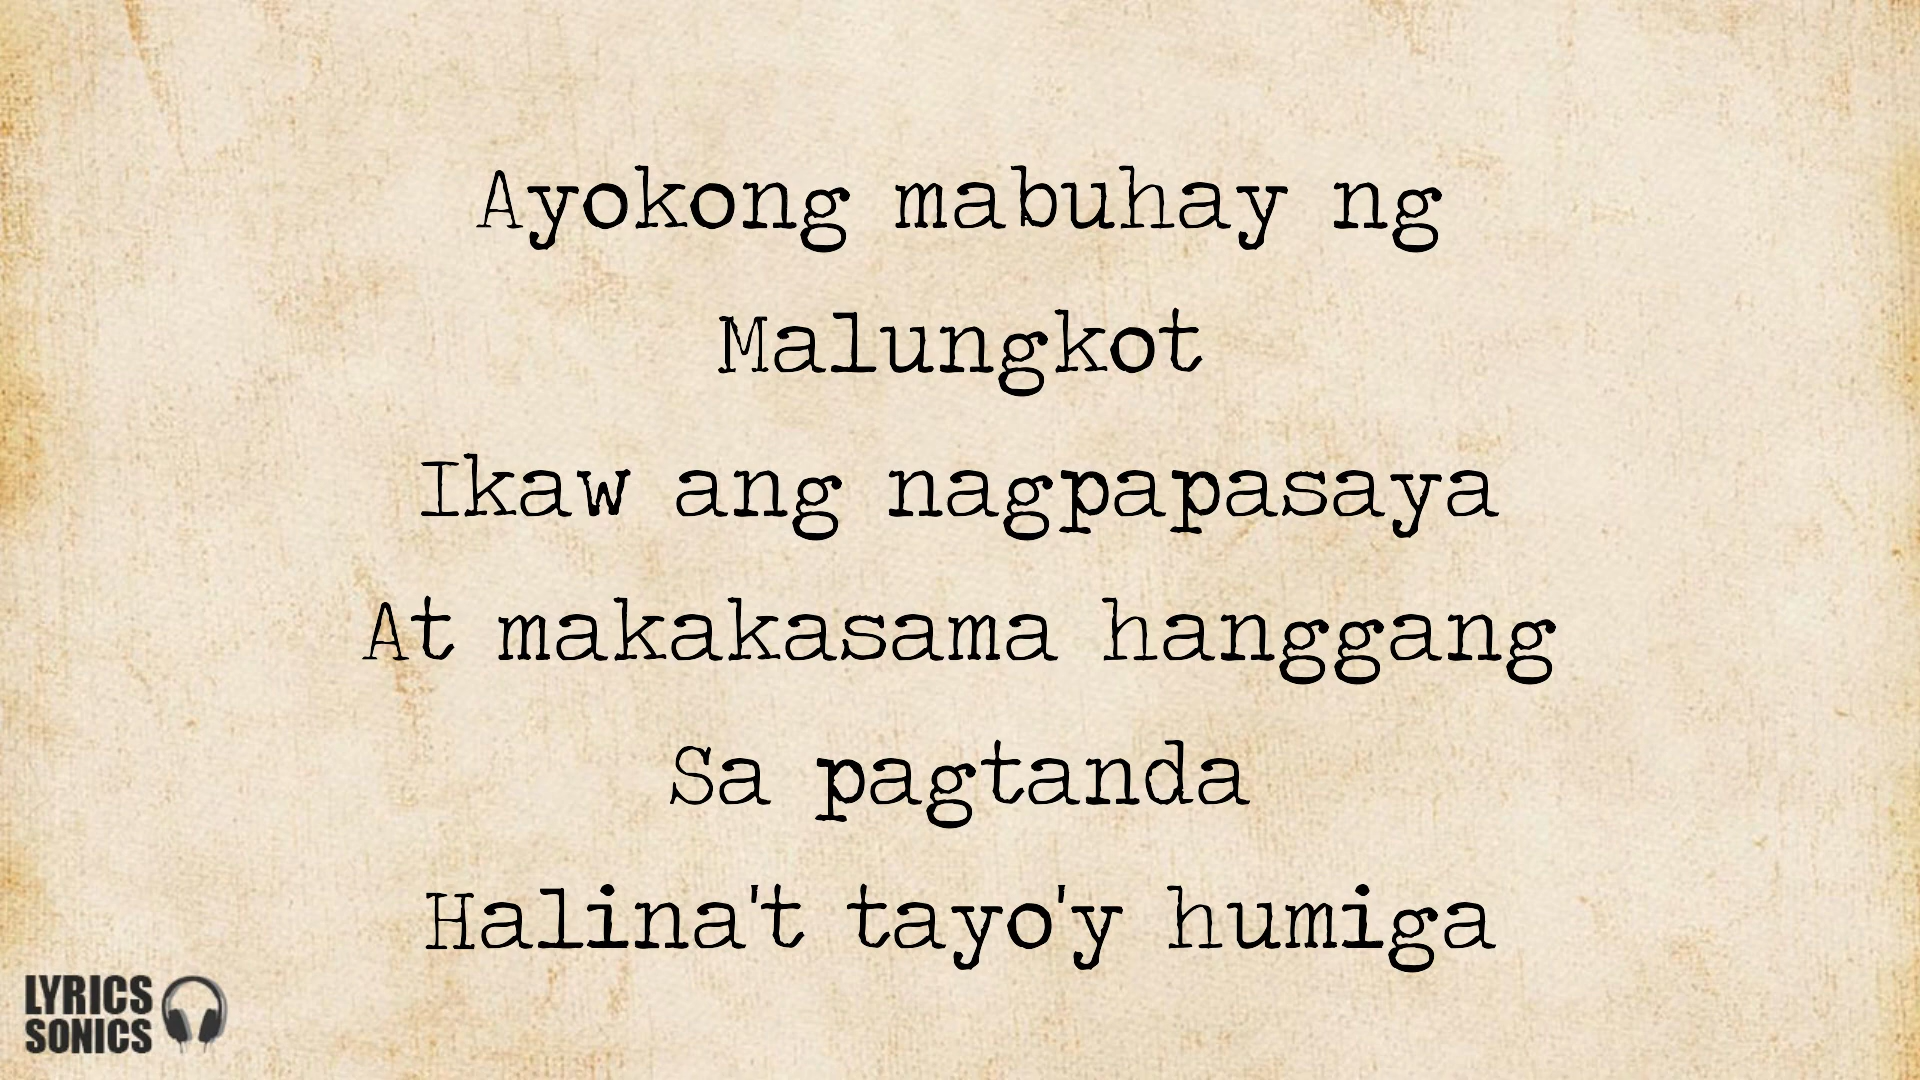 Ayokong mabuhay ng
Malungkot
Ikaw ang nagpapasaya
At makakasama hanggang
Sa pagtanda
Halina't tayo'y humiga
LYRICS
SONICS